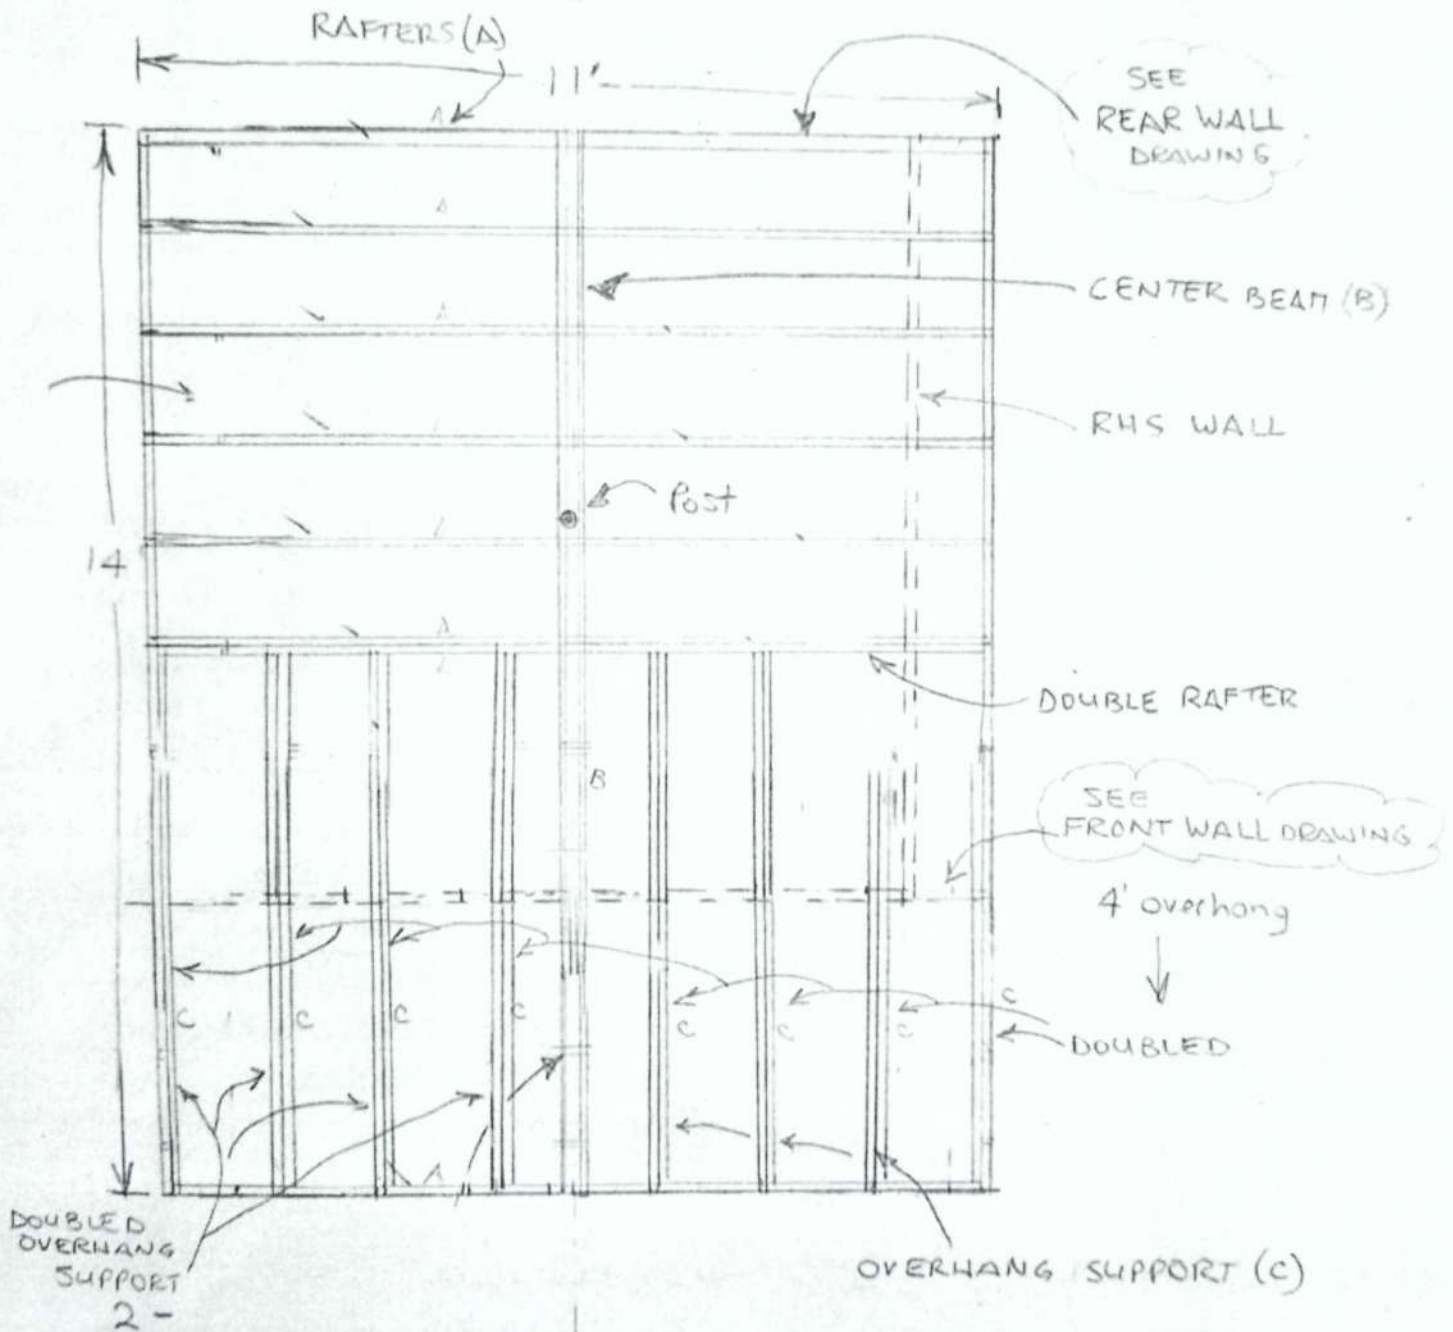 RAFTERS (A)
11'
SEE
REAR WALL
DRAWING
A
A
CENTER BEAM (B)
A
RHS WALL
Post
14
A
DOUBLE RAFTER
B
SEE
FRONT WALL DRAWING
4' overhang
C
C
C
C
C
C
C
C
DOUBLED
A
DOUBLED
OVERHANG
SUPPORT
2-
OVERHANG SUPPORT (C)